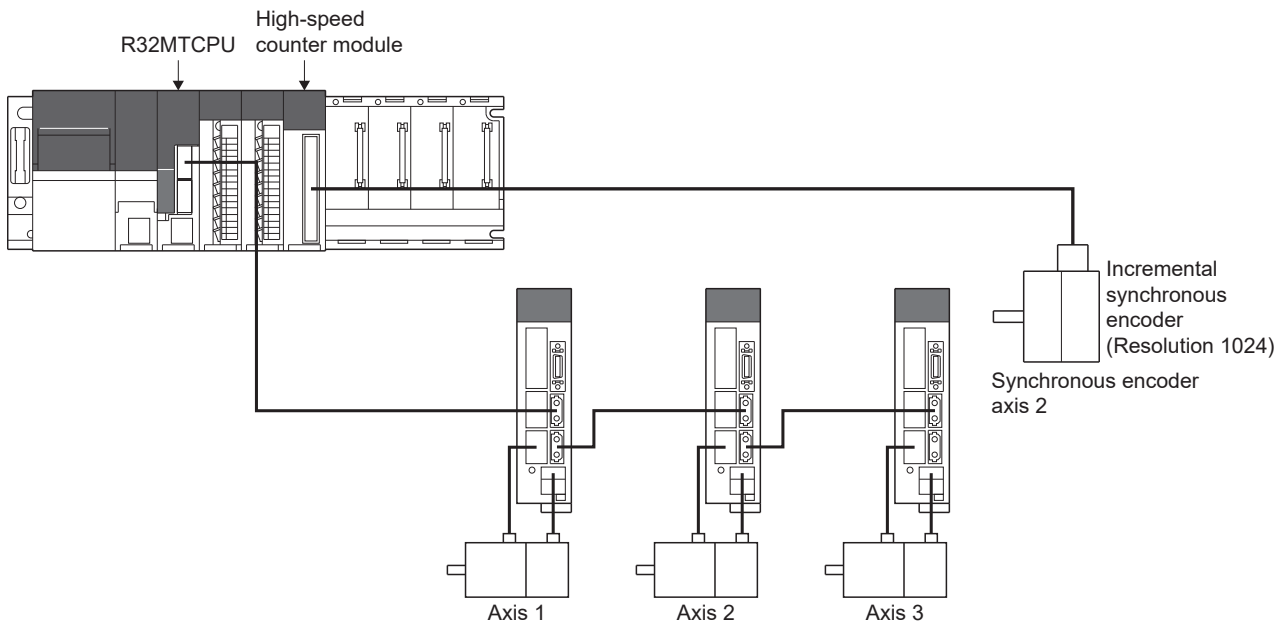 High-speed
counter module
R32MTCPU
Incremental
synchronous
encoder
(Resolution 1024)
Synchronous encoder
axis 2
Axis 1
Axis 2
Axis 3